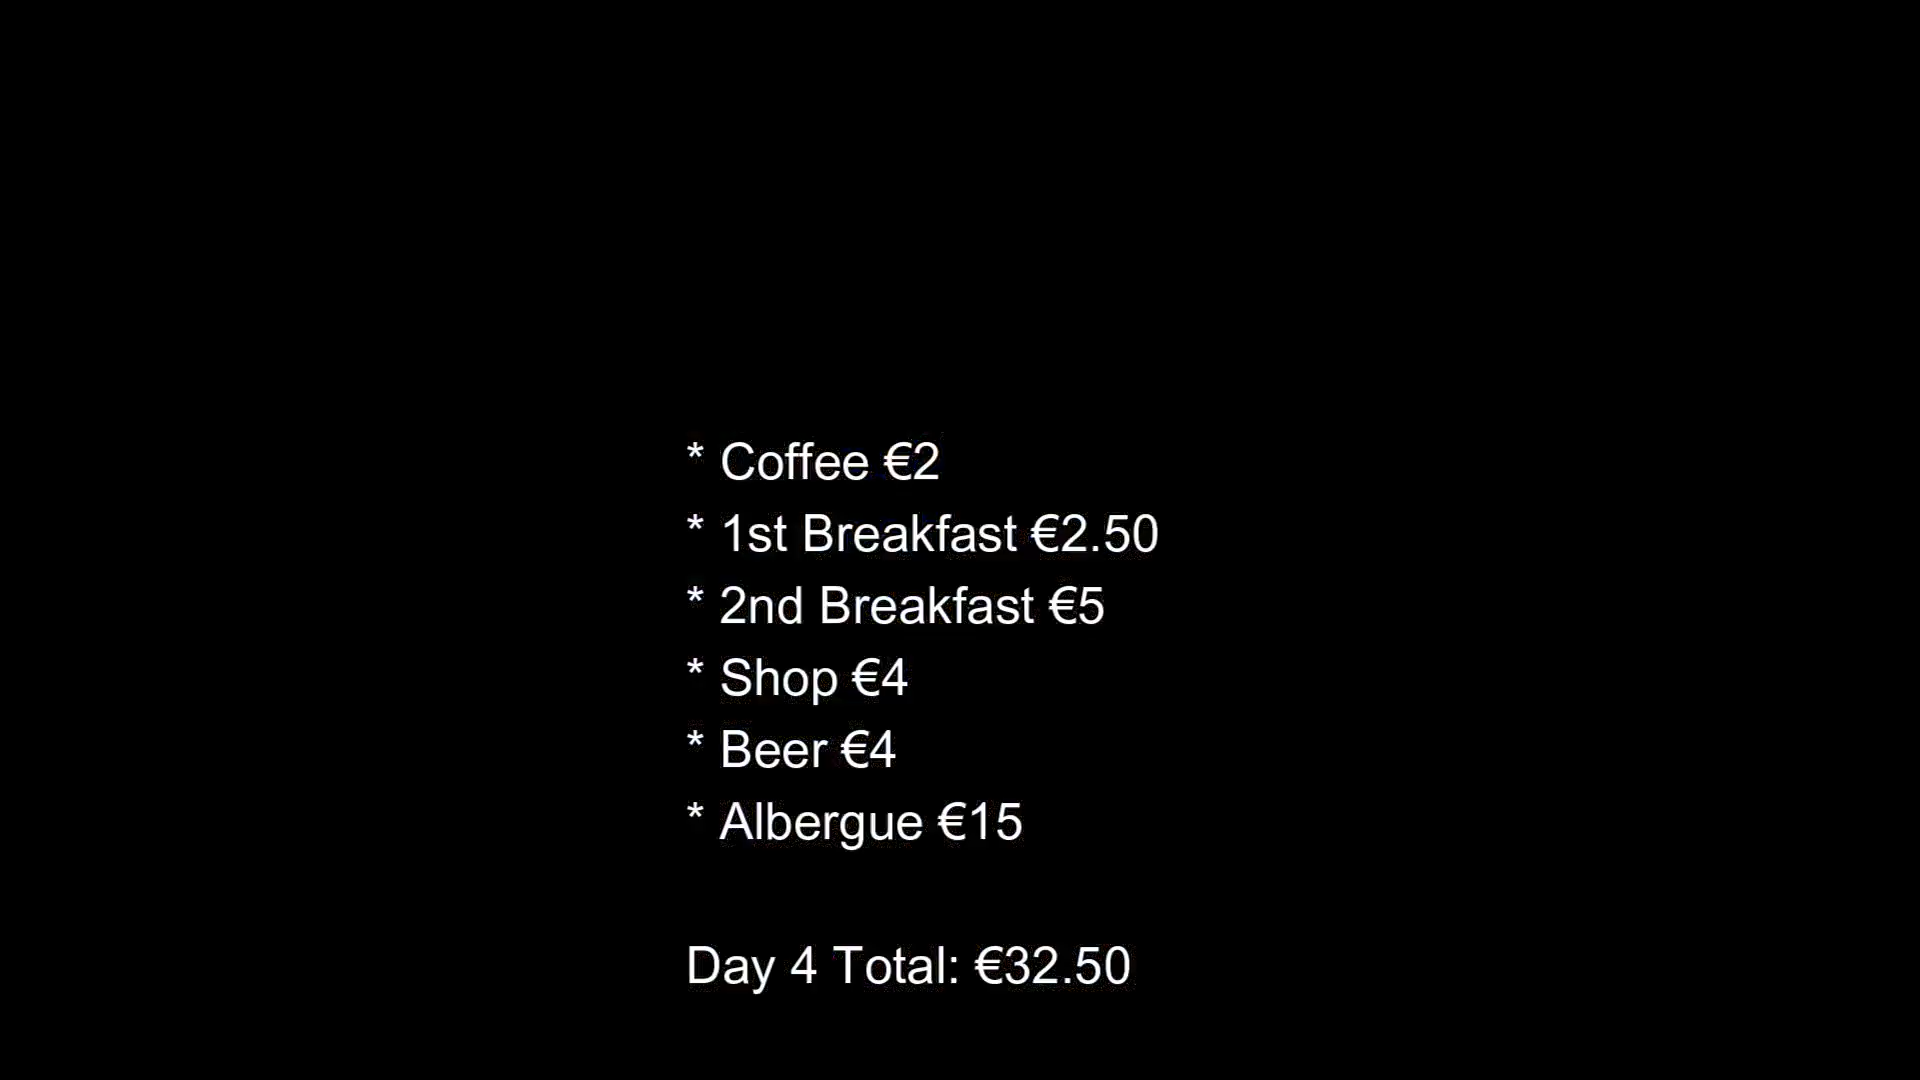 * Coffee €2
* 1st Breakfast €2.50
* 2nd Breakfast €5
* Shop €4
* Beer €4
* Albergue €15
Day 4 Total: €32.50